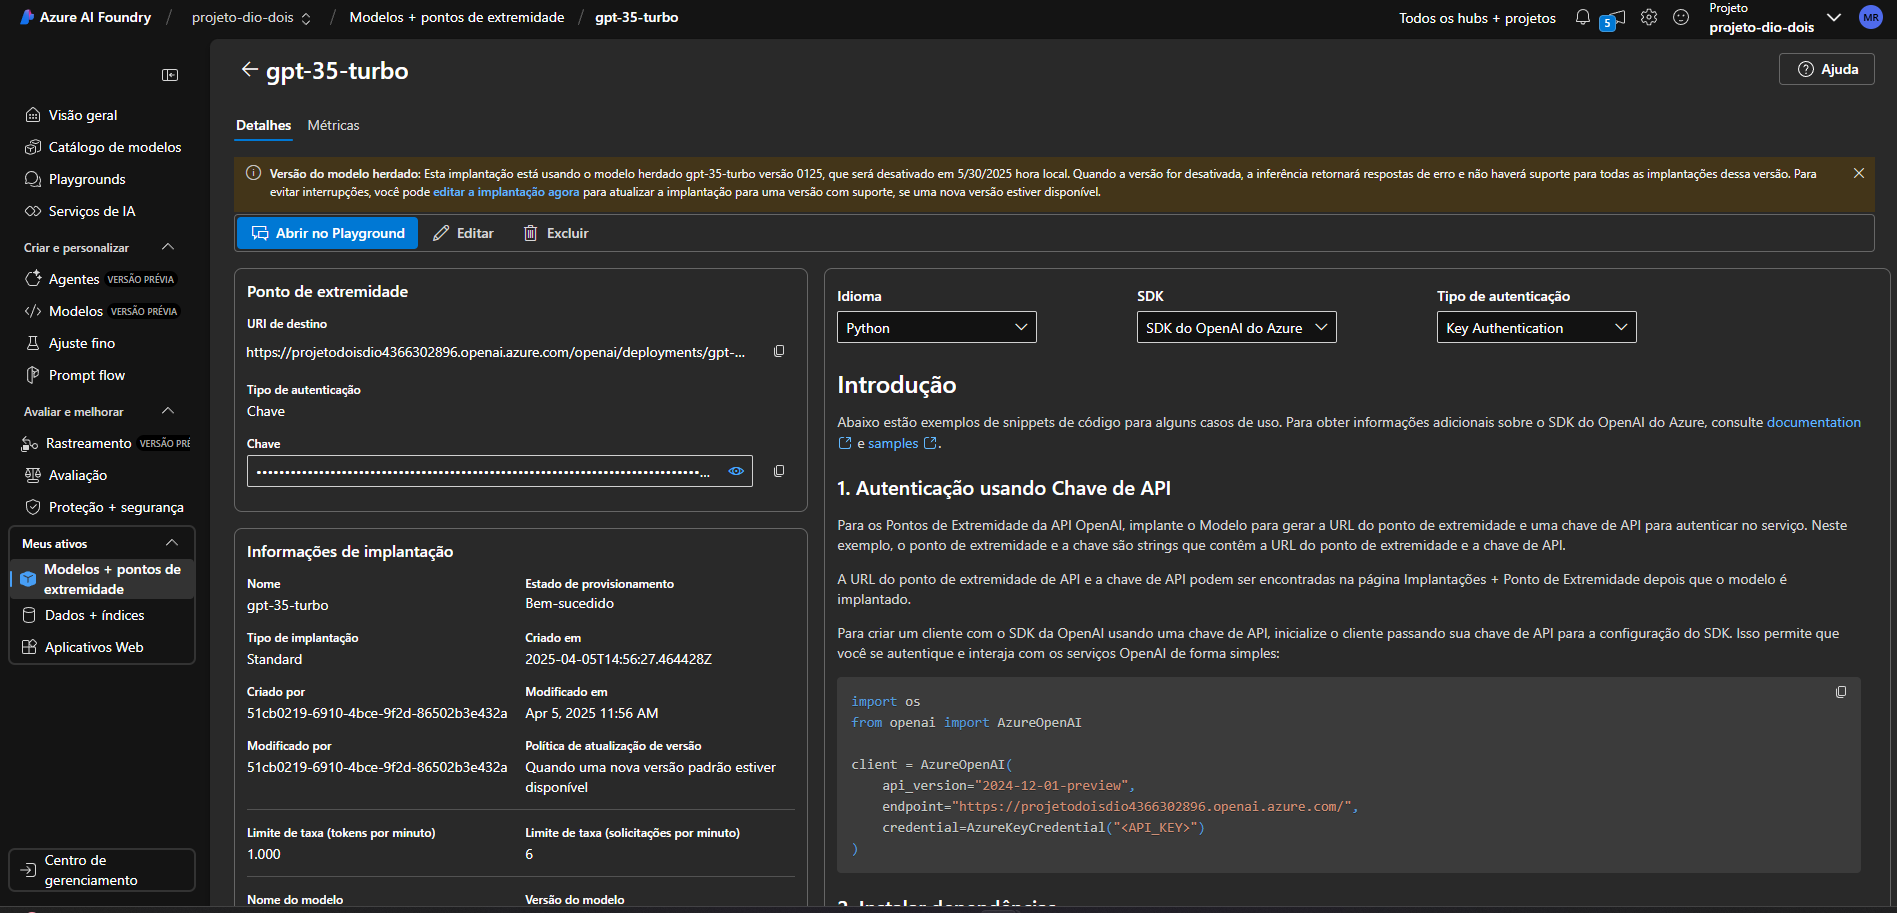 Azure AI Foundry / projeto-dio-dois / Modelos + pontos de extremidade / gpt-35-turbo
Todos os hubs + projetos
5
Projeto
projeto-dio-dois
MR
gpt-35-turbo
Ajuda
Visão geral
Catálogo de modelos
Playgrounds
Serviços de IA
Criar e personalizar
Agentes VERSÃO PRÉVIA
Modelos VERSÃO PRÉVIA
Ajuste fino
Prompt flow
Avaliar e melhorar
Rastreamento VERSÃO PRÉ
Avaliação
Proteção + segurança
Meus ativos
Modelos + pontos de
extremidade
Dados + índices
Aplicativos Web
Centro de
gerenciamento
Detalhes
Métricas
Versão do modelo herdado: Esta implantação está usando o modelo herdado gpt-35-turbo versão 0125, que será desativado em 5/30/2025 hora local. Quando a versão for desativada, a inferência retornará respostas de erro e não haverá suporte para todas as implantações dessa versão. Para
evitar interrupções, você pode editar a implantação agora para atualizar a implantação para uma versão com suporte, se uma nova versão estiver disponível.
Abrir no Playground
Editar
Excluir
Ponto de extremidade
URI de destino
https://projetodoisdio4366302896.openai.azure.com/openai/deployments/gpt-...
Tipo de autenticação
Chave
Chave
Informações de implantação
Nome
gpt-35-turbo
Estado de provisionamento
Bem-sucedido
Tipo de implantação
Standard
Criado em
2025-04-05T14:56:27.464428Z
Criado por
51cb0219-6910-4bce-9f2d-86502b3e432a
Modificado em
Apr 5, 2025 11:56 AM
Modificado por
51cb0219-6910-4bce-9f2d-86502b3e432a
Política de atualização de versão
Quando uma nova versão padrão estiver
disponível
Limite de taxa (tokens por minuto)
1.000
Limite de taxa (solicitações por minuto)
6
Nome do modelo
Versão do modelo
Idioma
Python
SDK
SDK do OpenAI do Azure
Tipo de autenticação
Key Authentication
Introdução
Abaixo estão exemplos de snippets de código para alguns casos de uso. Para obter informações adicionais sobre o SDK do OpenAI do Azure, consulte documentation
e samples .
1. Autenticação usando Chave de API
Para os Pontos de Extremidade da API OpenAI, implante o Modelo para gerar a URL do ponto de extremidade e uma chave de API para autenticar no serviço. Neste
exemplo, o ponto de extremidade e a chave são strings que contêm a URL do ponto de extremidade e a chave de API.
A URL do ponto de extremidade de API e a chave de API podem ser encontradas na página Implantações + Ponto de Extremidade depois que o modelo é
implantado.
Para criar um cliente com o SDK da OpenAI usando uma chave de API, inicialize o cliente passando sua chave de API para a configuração do SDK. Isso permite que
você se autentique e interaja com os serviços OpenAI de forma simples:
import os
from openai import AzureOpenAI
client = AzureOpenAI(
api_version="2024-12-01-preview",
endpoint="https://projetodoisdio4366302896.openai.azure.com/",
credential=AzureKeyCredential("<API_KEY>")
)
2. Instalar dependências